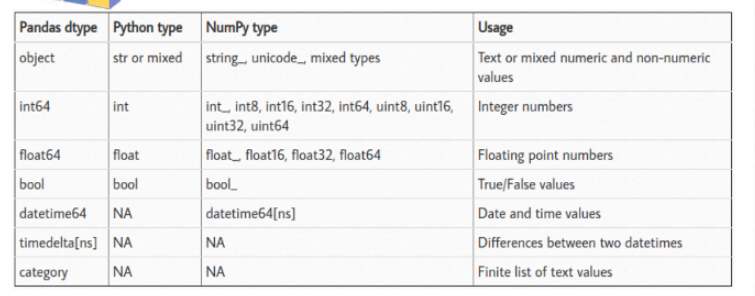 Pandas dtype Python type NumPy type Usage
object str or mixed string_, unicode_, mixed types Text or mixed numeric and non-numeric
values
int64 int int_, int8, int16, int32, int64, uint8, uint16, Integer numbers
uint32, uint64
float64 float float_, float16, float32, float64 Floating point numbers
bool bool bool_ True/False values
datetime64 NA datetime64[ns] Date and time values
timedelta[ns] NA NA Differences between two datetimes
category NA NA Finite list of text values